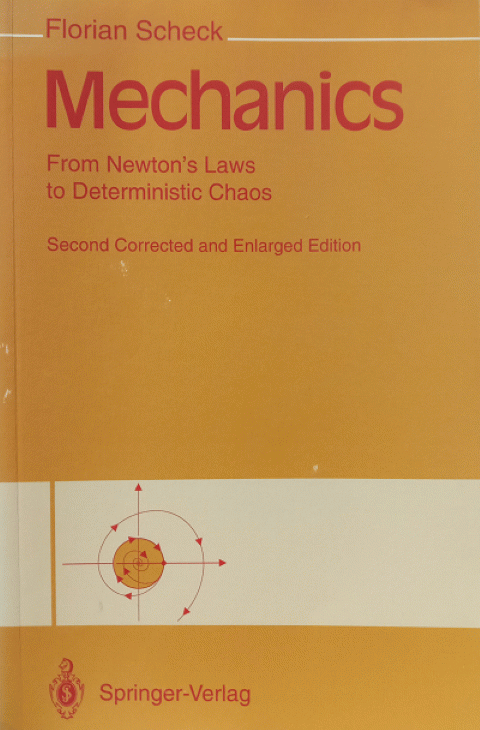 Florian Scheck
Mechanics
From Newton's Laws
to Deterministic Chaos
Second Corrected and Enlarged Edition
Springer-Verlag